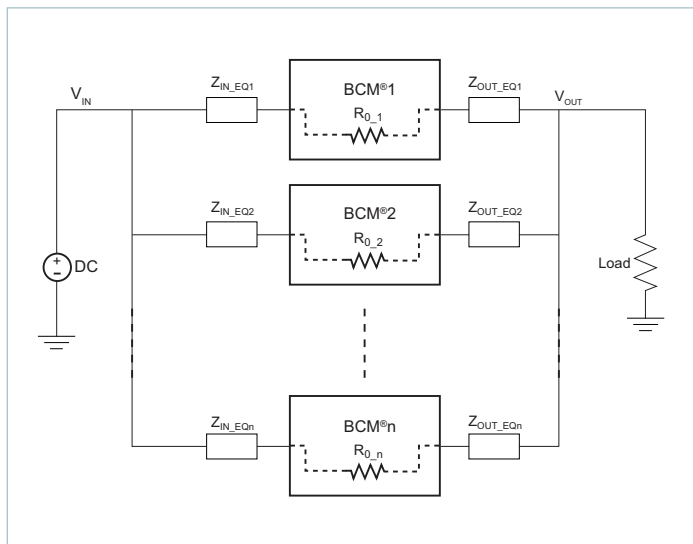 V_IN
Z_IN_EQ1
BCM®1
R_0_1
Z_OUT_EQ1
V_OUT
Z_IN_EQ2
BCM®2
R_0_2
Z_OUT_EQ2
+
–
DC
Load
Z_IN_EQn
BCM®n
R_0_n
Z_OUT_EQn